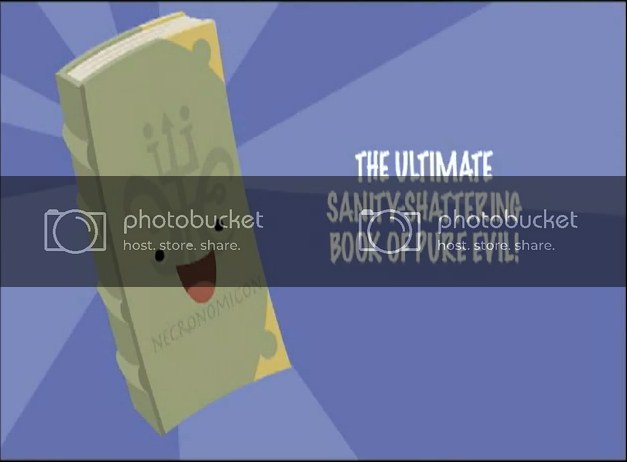 THE ULTIMATE
SANITY-SHATTERING
BOOK OF PURE EVIL!
photobucket
host. store. share.
photobucket
host. store. share.
NECRONOMICON